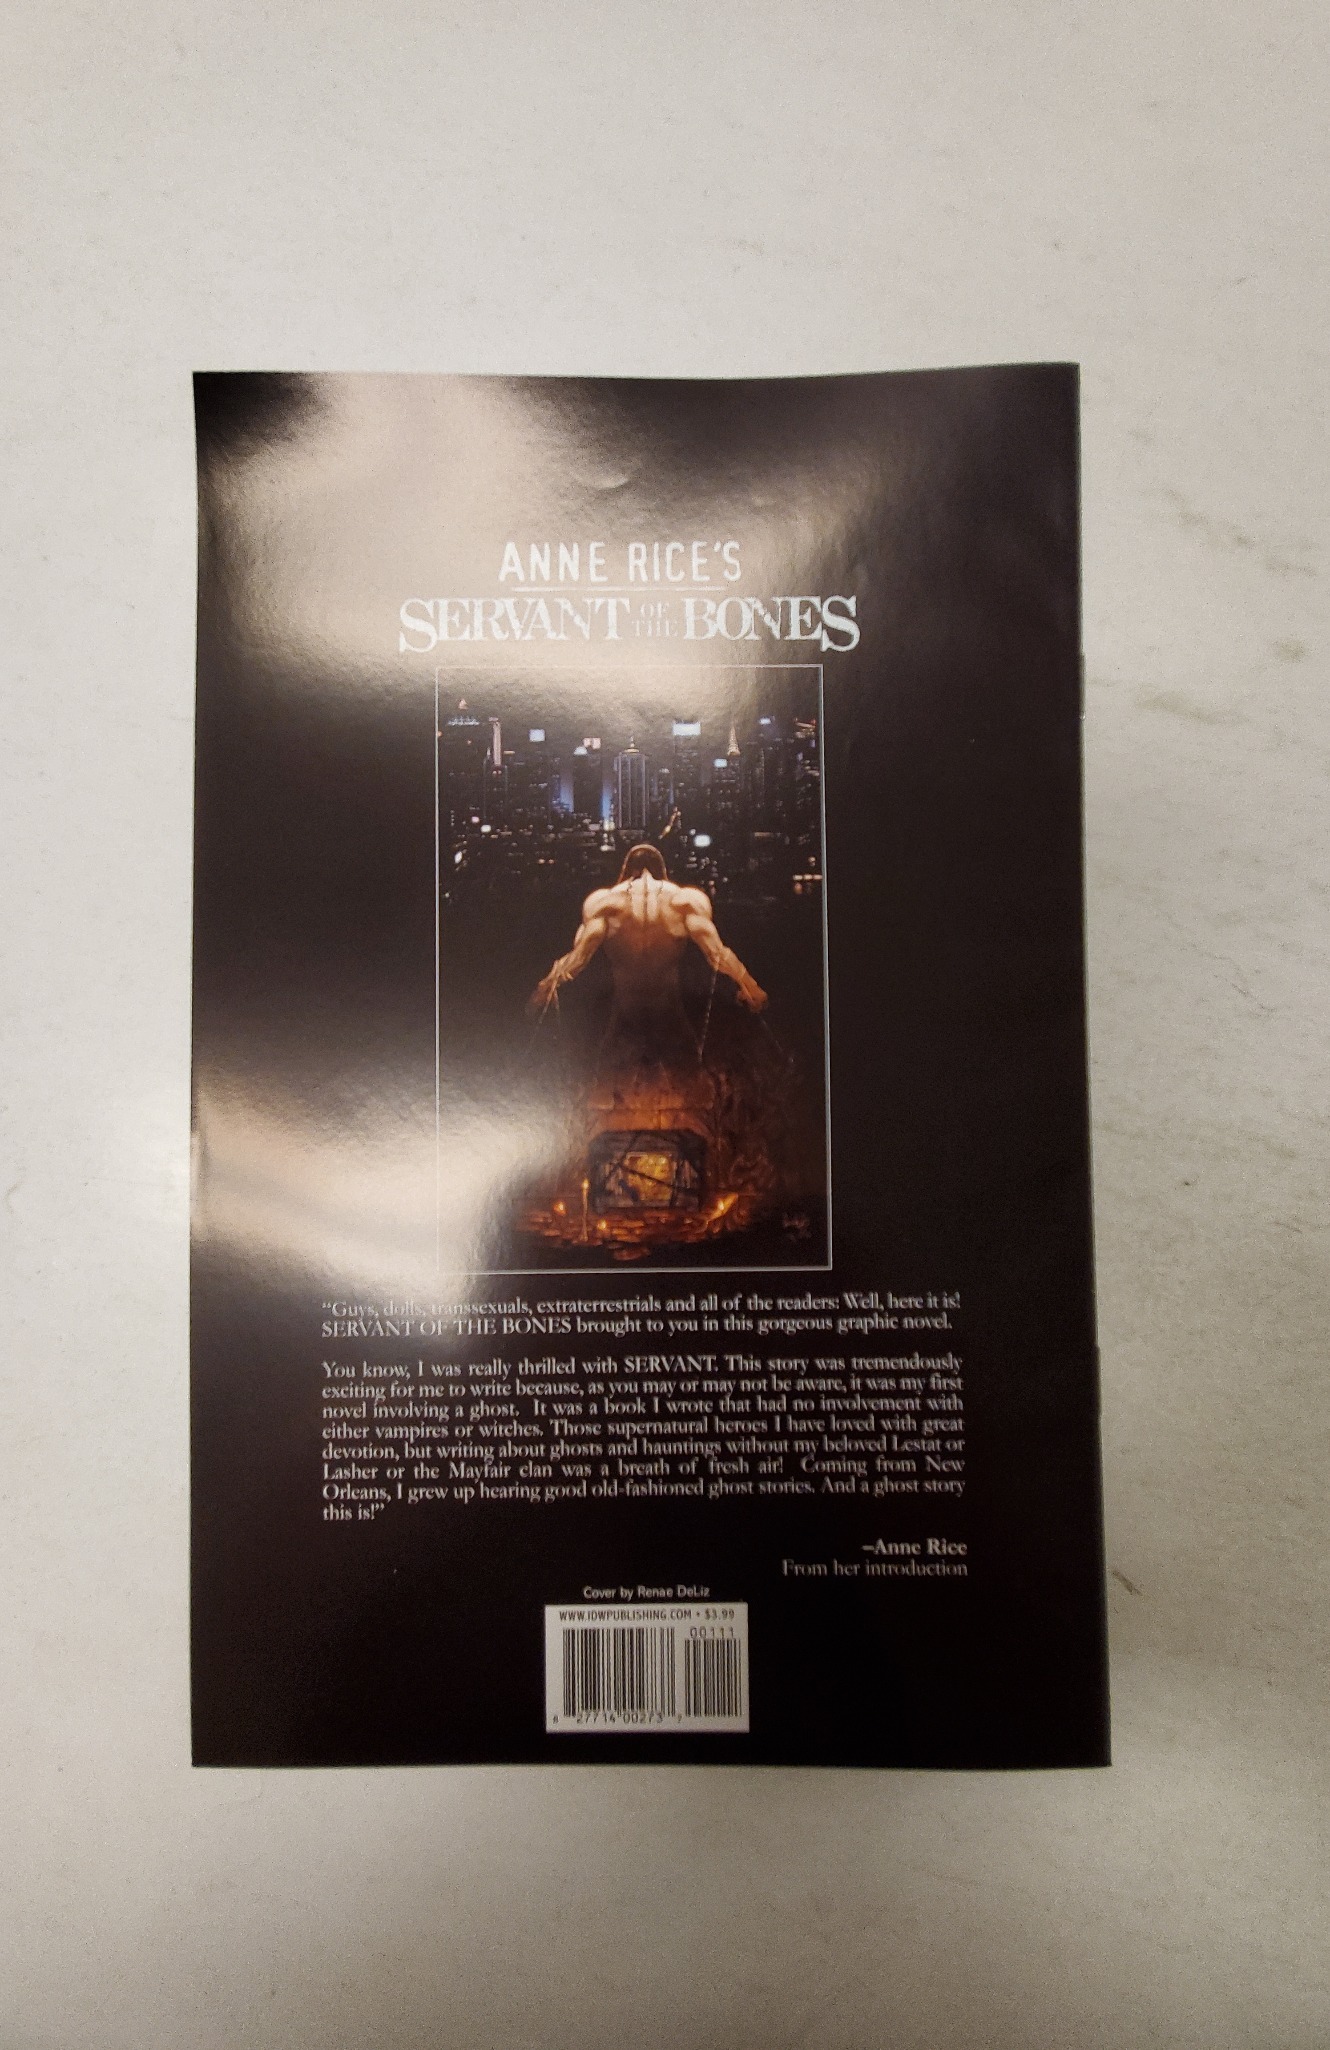 ANNE RICE'S
SERVANT OF THE BONES
“Guys, dolls, transsexuals, extraterrestrials and all of the readers: Well, here it is!
SERVANT OF THE BONES brought to you in this gorgeous graphic novel.
You know, I was really thrilled with SERVANT. This story was tremendously
exciting for me to write because, as you may or may not be aware, it was my first
novel involving a ghost. It was a book I wrote that had no involvement with
either vampires or witches. Those supernatural heroes I have loved with great
devotion, but writing about ghosts and hauntings without my beloved Lestat or
Lasher or the Mayfair clan was a breath of fresh air! Coming from New
Orleans, I grew up hearing good old-fashioned ghost stories. And a ghost story
this is!”
–Anne Rice
From her introduction
Cover by Renae DeLiz
WWW.IDWPUBLISHING.COM • $3.99
00111
8 27714 00273 7